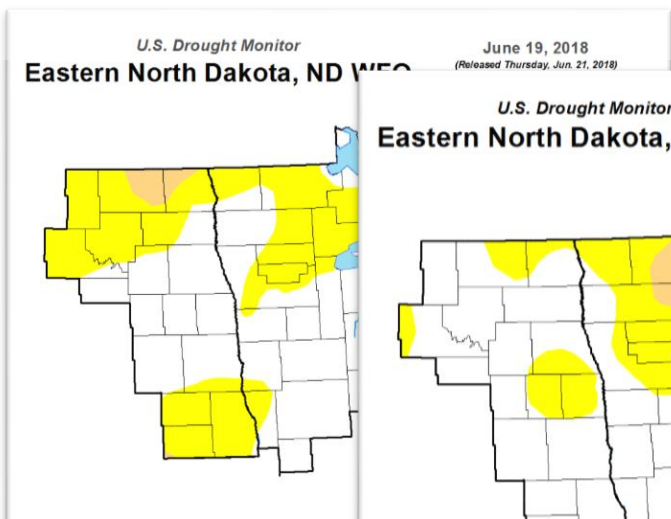 U.S. Drought Monitor
Eastern North Dakota, ND
June 19, 2018
(Released Thursday, Jun. 21, 2018)
U.S. Drought Monitor
Eastern North Dakota,